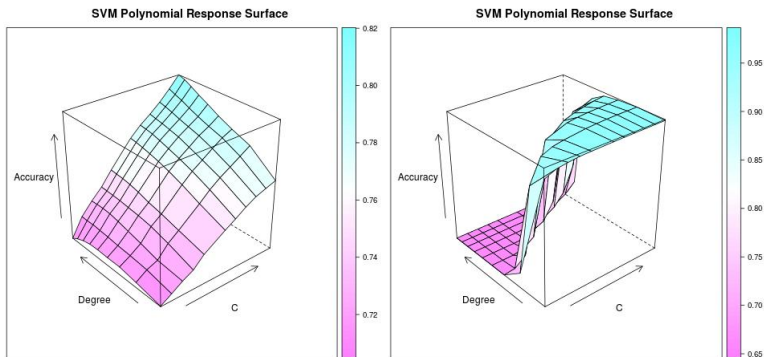 SVM Polynomial Response Surface
Accuracy
Degree
C
0.82
0.80
0.78
0.76
0.74
0.72
SVM Polynomial Response Surface
Accuracy
Degree
C
0.95
0.90
0.85
0.80
0.75
0.70
0.65